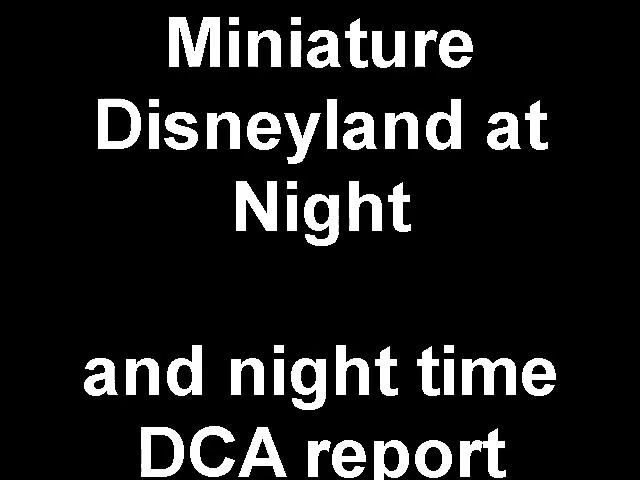 Miniature
Disneyland at
Night
and night time
DCA report